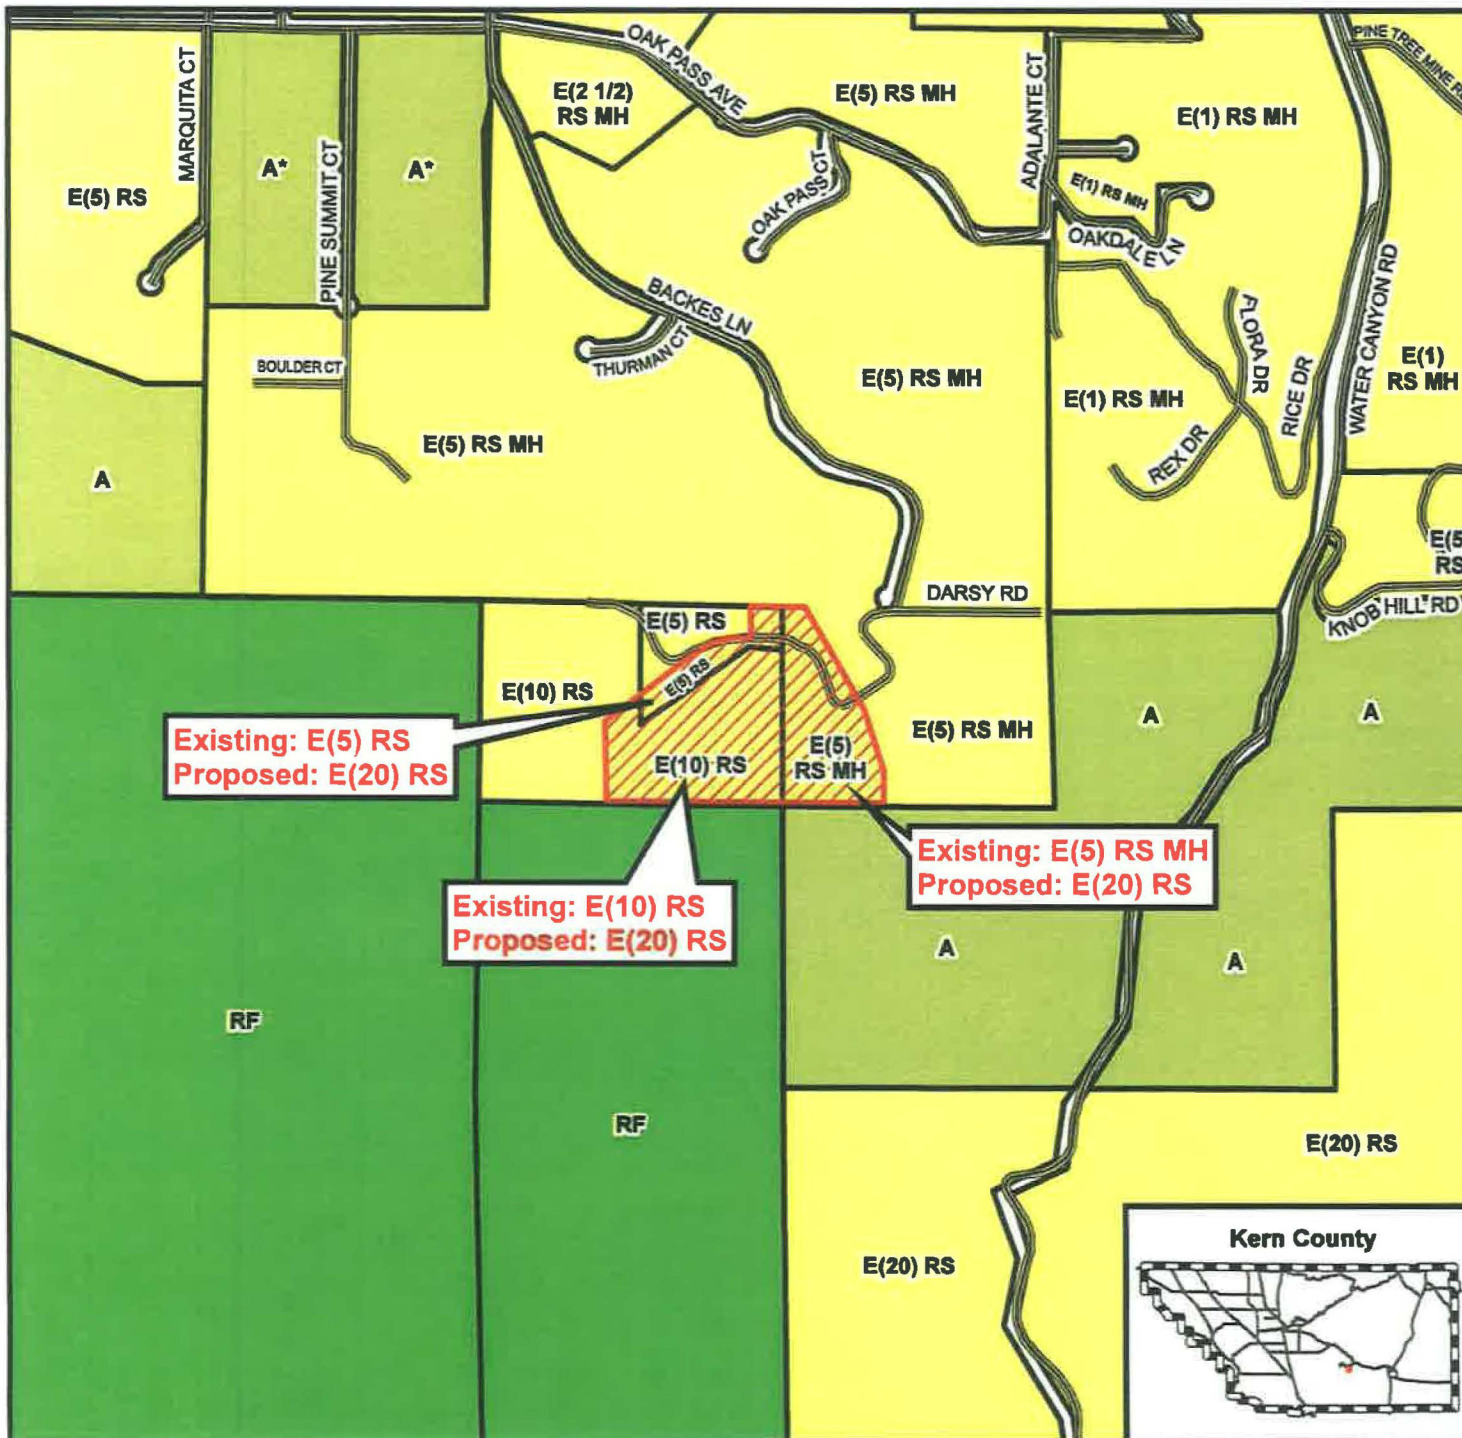 MARQUITA CT
PINE SUMMIT CT
OAK PASS AVE
E(2 1/2)
RS MH
E(5) RS MH
ADALANTE CT
E(1) RS MH
PINE TREE MINE
E(5) RS
A*
A*
OAK PASS CT
E(1) RS MH
OAKDALE LN
WATER CANYON RD
BACKES LN
THURMAN CT
BOULDER CT
FLORA DR
RICE DR
REX DR
E(1)
RS MH
E(5) RS MH
E(1) RS MH
E(5) RS MH
A
E(5
RS
DARSY RD
KNOB HILL RD
E(5) RS
E(5) RS
E(10) RS
A
A
E(5) RS MH
Existing: E(5) RS
Proposed: E(20) RS
E(10) RS
E(5)
RS MH
Existing: E(5) RS MH
Proposed: E(20) RS
Existing: E(10) RS
Proposed: E(20) RS
A
A
RF
RF
E(20) RS
E(20) RS
Kern County